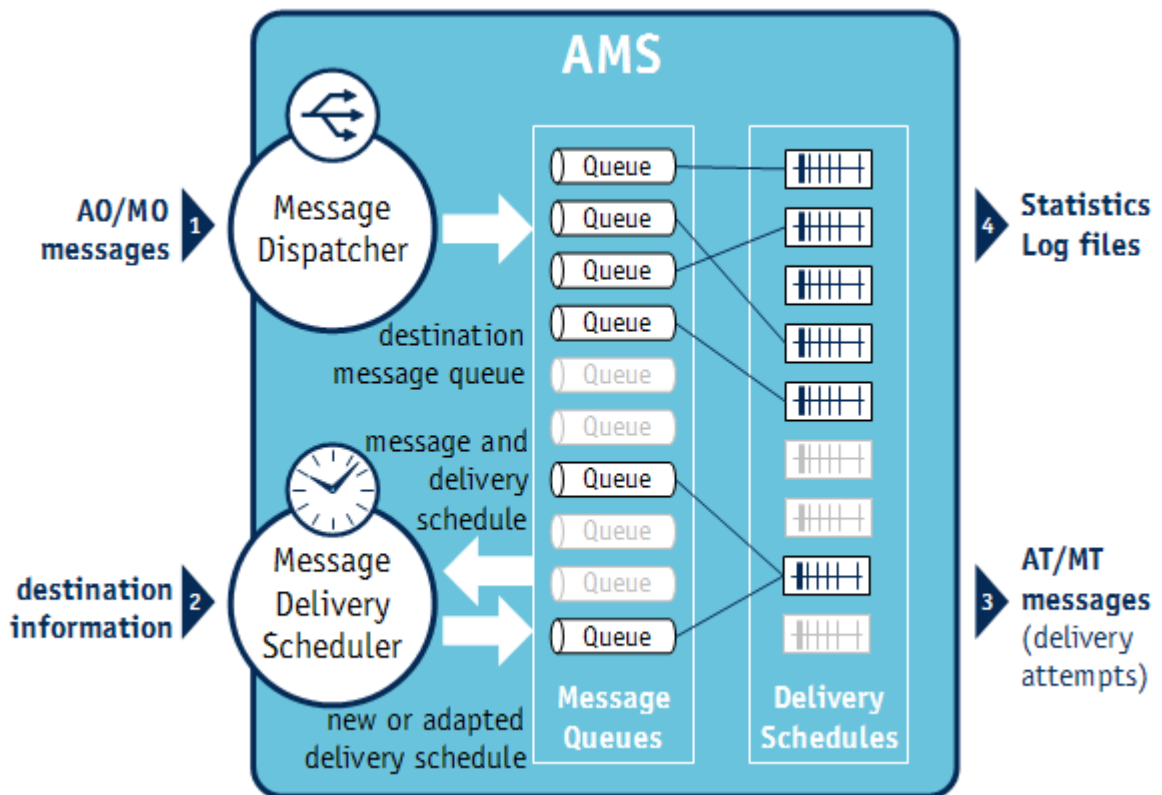 AMS
AO/MO
messages
1
Message
Dispatcher
destination
message queue
message and
delivery
schedule
destination
information
2
Message
Delivery
Scheduler
new or adapted
delivery schedule
Queue
Queue
Queue
Queue
Queue
Queue
Queue
Queue
Queue
Queue
Message
Queues
Delivery
Schedules
4
Statistics
Log files
3
AT/MT
messages
(delivery
attempts)